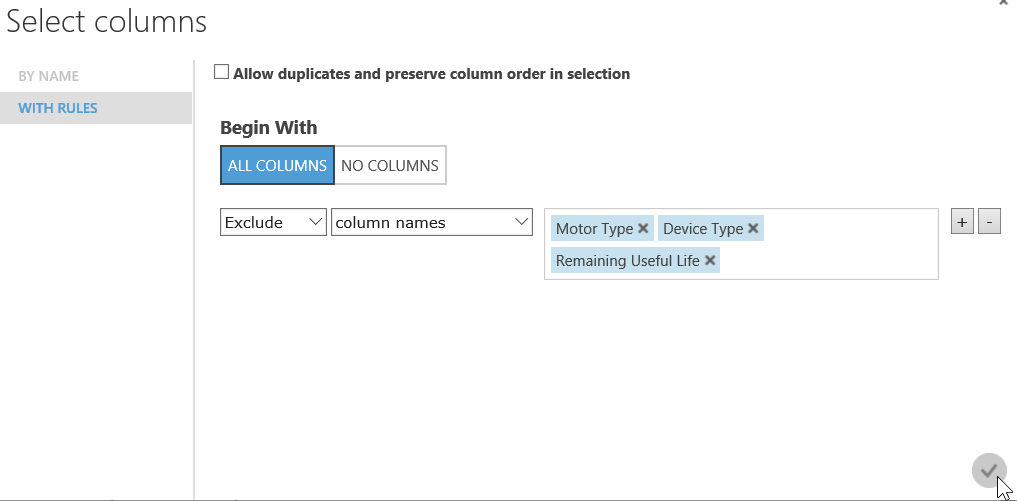 Select columns
BY NAME
WITH RULES
Allow duplicates and preserve column order in selection
Begin With
ALL COLUMNS NO COLUMNS
Exclude column names Motor Type × Device Type × + -
Remaining Useful Life ×